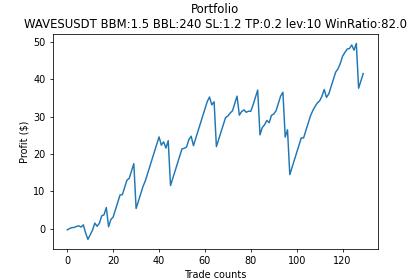 Portfolio
WAVESUSDT BBM:1.5 BBL:240 SL:1.2 TP:0.2 lev:10 WinRatio:82.0
50
40
30
20
10
0
Profit ($)
0 20 40 60 80 100 120
Trade counts